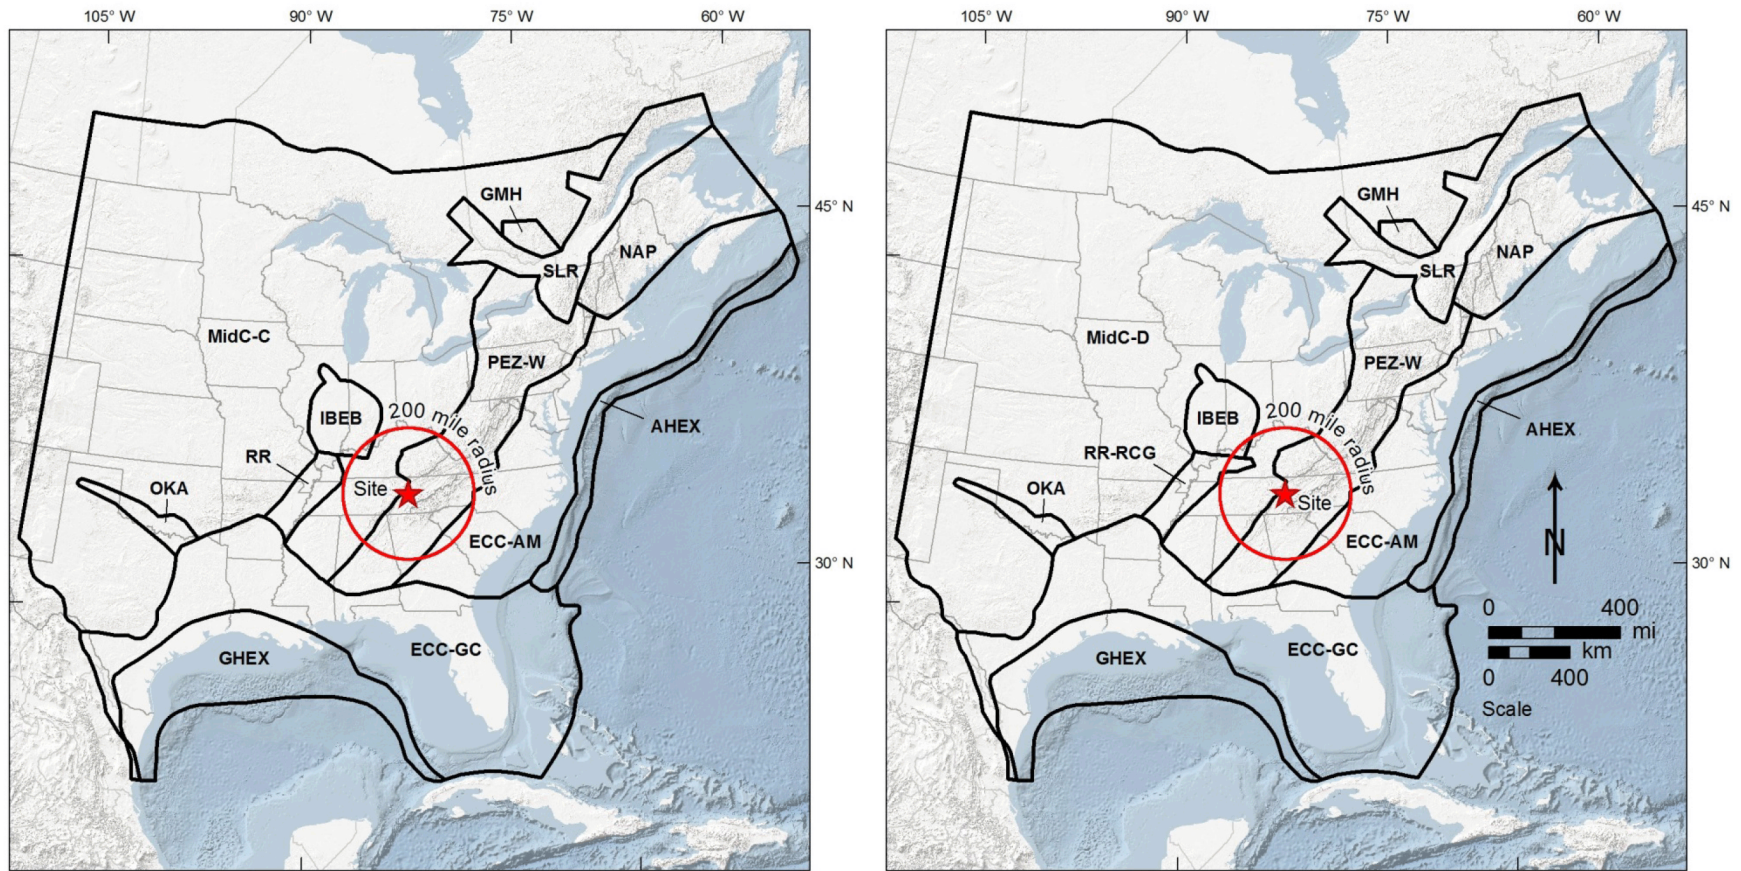 105° W
90° W
75° W
60° W
105° W
90° W
75° W
60° W
GMH
45° N
NAP
SLR
MidC-C
PEZ-W
IBEB
200 mile radius
AHEX
RR
OKA
Site
ECC-AM
30° N
GHEX
ECC-GC
GMH
45° N
NAP
SLR
MidC-D
PEZ-W
IBEB
200 mile radius
AHEX
RR-RCG
OKA
Site
ECC-AM
N
30° N
0 400
mi
km
0 400
Scale
GHEX
ECC-GC